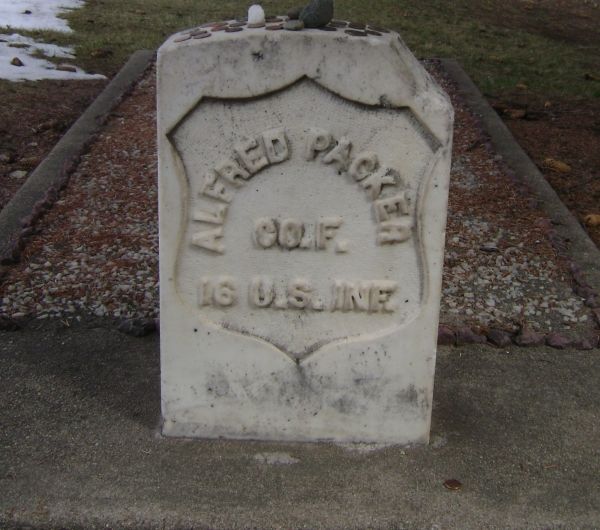 ALFRED PACKER
CO. F.
16 U.S. INF.